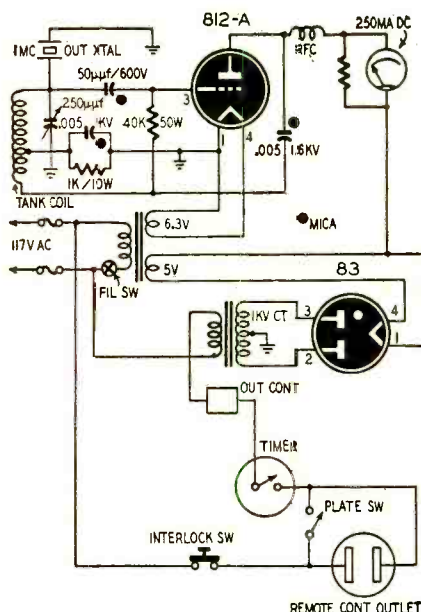 812-A
250MA DC
1MC
OUT XTAL
RFC
50µµf/600V
3
250µµf
.005
1KV
40K
50W
1
4
.005
1.6KV
1K/10W
TANK COIL
6.3V
MICA
117V AC
5V
83
FIL SW
1KV CT
3
4
2
1
OUT CONT
TIMER
PLATE SW
INTERLOCK SW
REMOTE CONT OUTLET